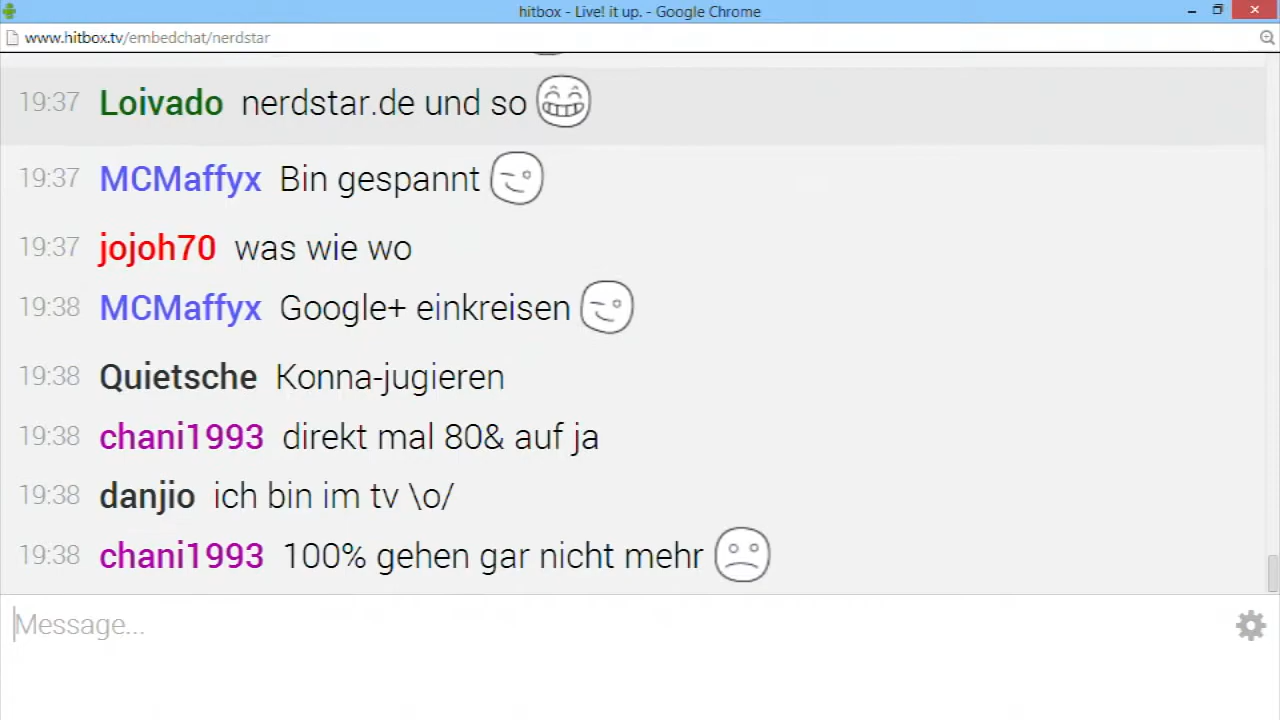 hitbox - Live! it up. - Google Chrome
www.hitbox.tv/embedchat/nerdstar
19:37 Loivado nerdstar.de und so
19:37 MCMaffyx Bin gespannt
19:37 jojoh70 was wie wo
19:38 MCMaffyx Google+ einkreisen
19:38 Quietsche Konna-jugieren
19:38 chani1993 direkt mal 80& auf ja
19:38 danjio ich bin im tv \o/
19:38 chani1993 100% gehen gar nicht mehr
Message...